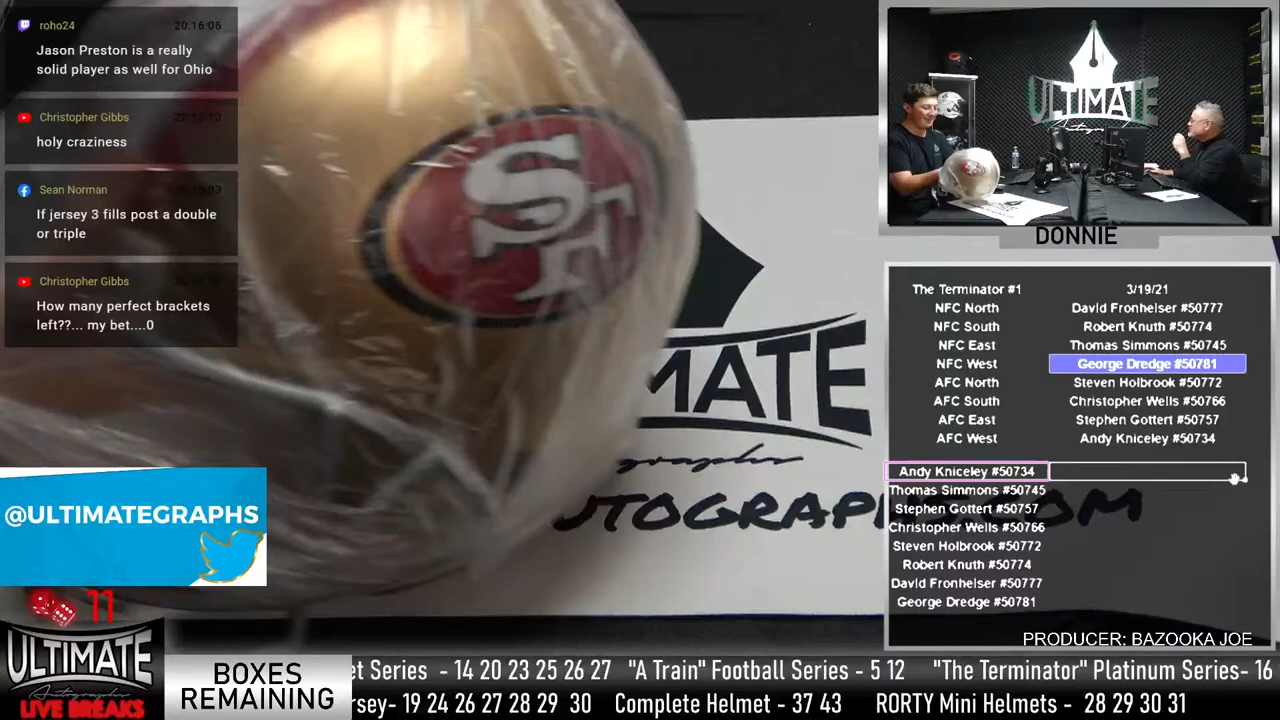 roho24 20:16:06
Jason Preston is a really
solid player as well for Ohio
Christopher Gibbs
holy craziness
Sean Norman
If jersey 3 fills post a double
or triple
Christopher Gibbs
How many perfect brackets
left??... my bet....0
SF
ULTIMATE
Autographs
DONNIE
The Terminator #1 3/19/21
NFC North David Fronheiser #50777
NFC South Robert Knuth #50774
NFC East Thomas Simmons #50745
NFC West George Dredge #50781
AFC North Steven Holbrook #50772
AFC South Christopher Wells #50766
AFC East Stephen Gottert #50757
AFC West Andy Kniceley #50734
Andy Kniceley #50734
Thomas Simmons #50745
Stephen Gottert #50757
Christopher Wells #50766
Steven Holbrook #50772
Robert Knuth #50774
David Fronheiser #50777
George Dredge #50781
PRODUCER: BAZOOKA JOE
MATE
graphs
UTOGRAP .COM
@ULTIMATEGRAPHS
11
ULTIMATE
Autographs
LIVE BREAKS
BOXES
REMAINING
et Series - 14 20 23 25 26 27 "A Train" Football Series - 5 12 "The Terminator" Platinum Series- 16
rsey- 19 24 26 27 28 29 30 Complete Helmet - 37 43 RORTY Mini Helmets - 28 29 30 31